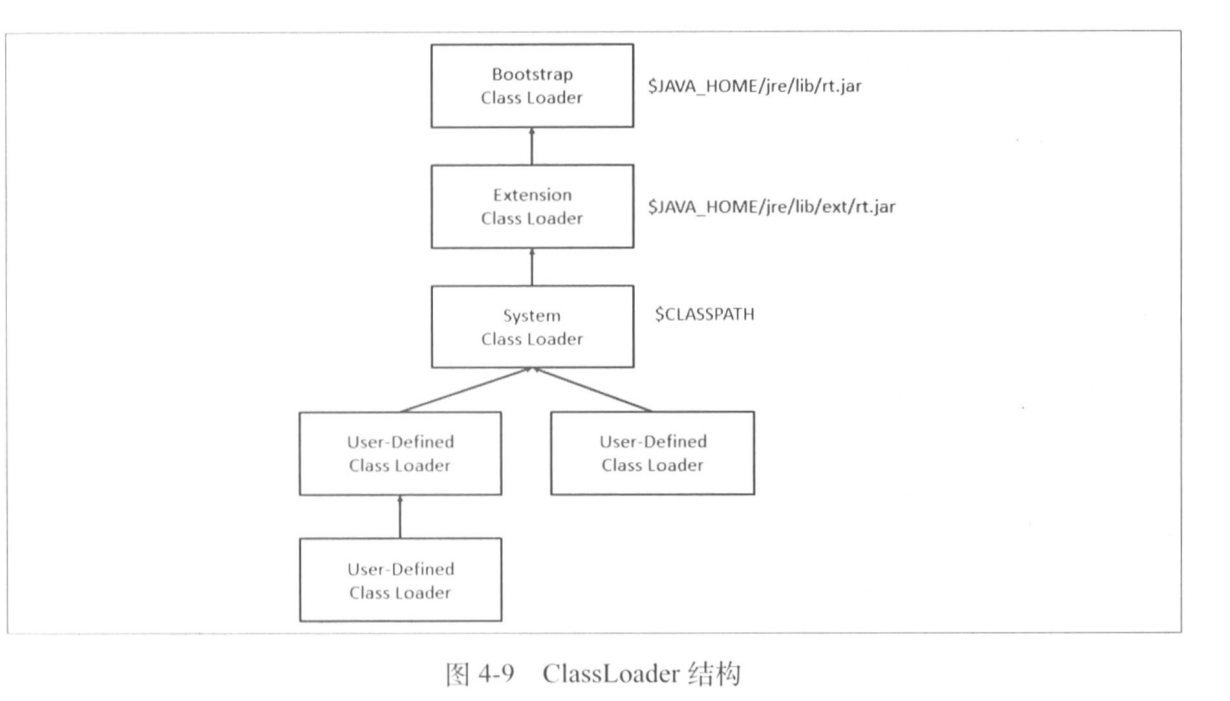 Bootstrap
Class Loader
$JAVA_HOME/jre/lib/rt.jar
Extension
Class Loader
$JAVA_HOME/jre/lib/ext/rt.jar
System
Class Loader
$CLASSPATH
User-Defined
Class Loader
User-Defined
Class Loader
User-Defined
Class Loader
图 4-9 ClassLoader 结构